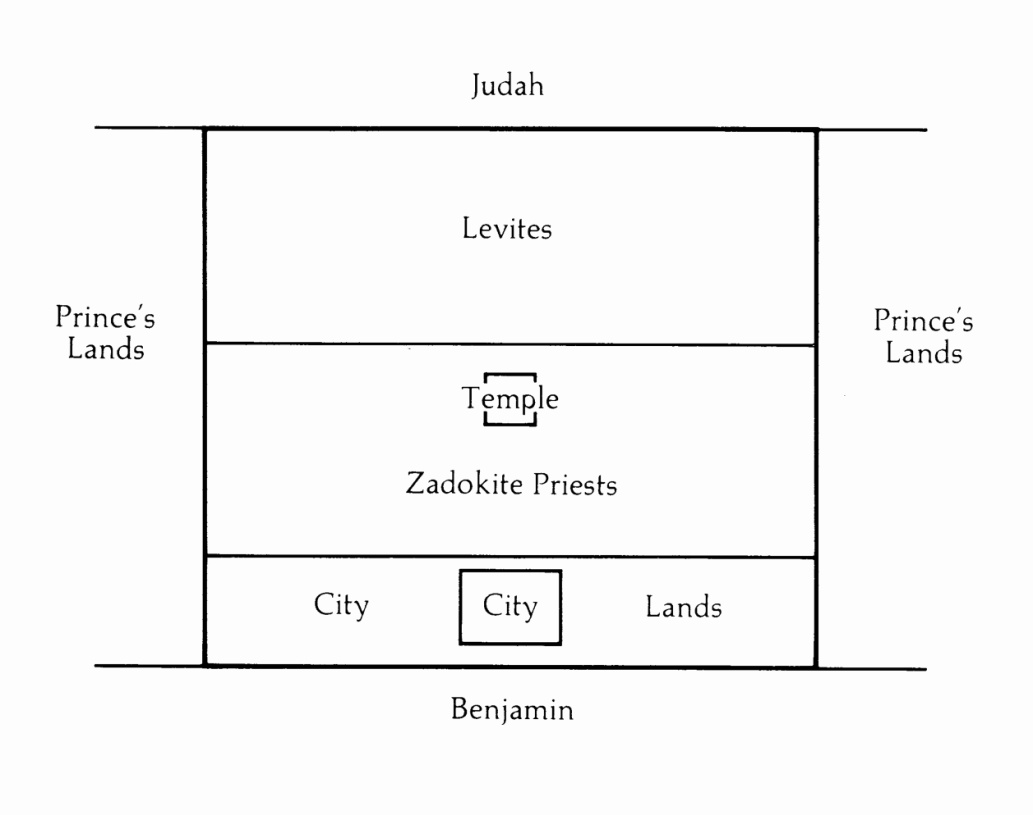 Judah
Levites
Prince's
Lands
Prince's
Lands
Temple
Zadokite Priests
City City Lands
Benjamin